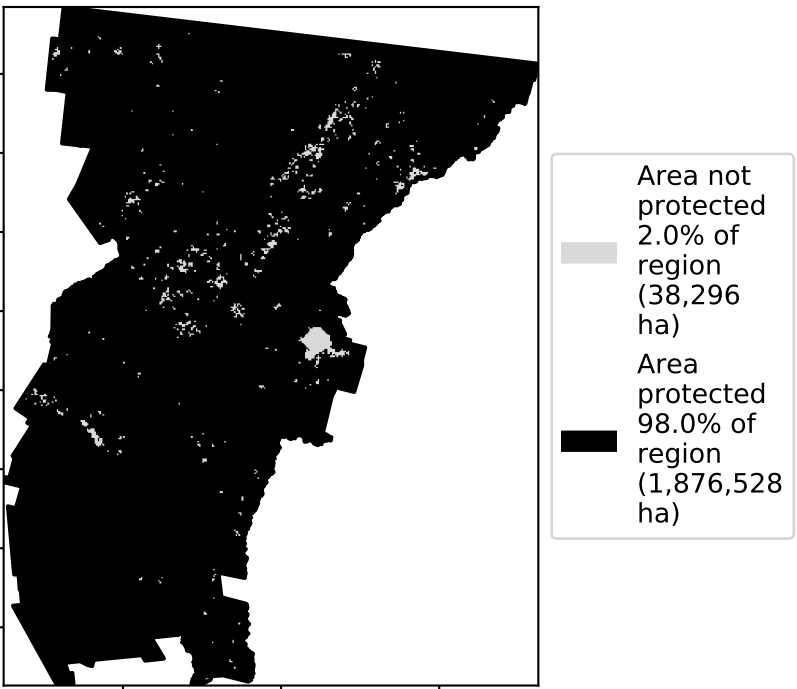 Area not
protected
2.0% of
region
(38,296
ha)
Area
protected
98.0% of
region
(1,876,528
ha)